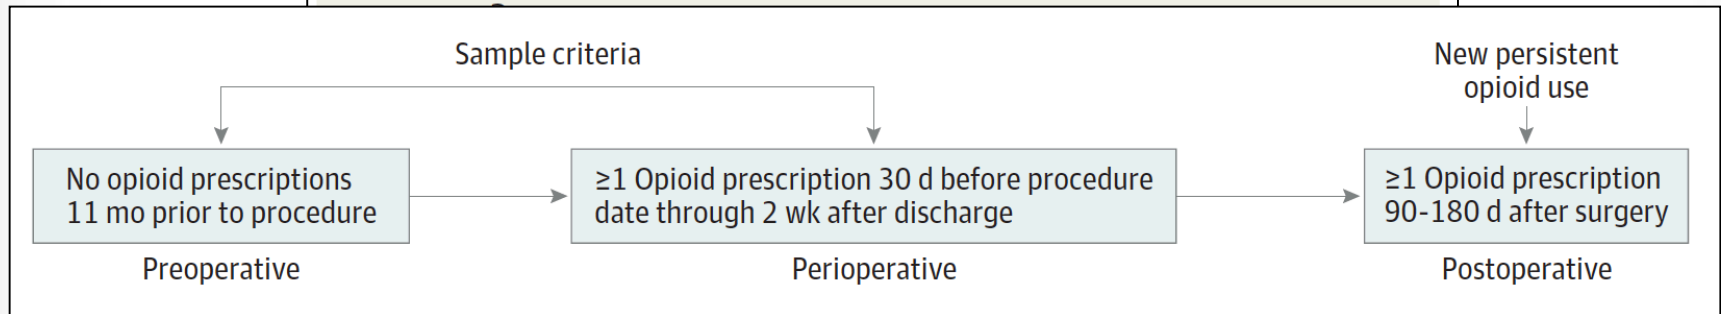 Sample criteria
New persistent
opioid use
No opioid prescriptions
11 mo prior to procedure
≥1 Opioid prescription 30 d before procedure
date through 2 wk after discharge
≥1 Opioid prescription
90-180 d after surgery
Preoperative
Perioperative
Postoperative